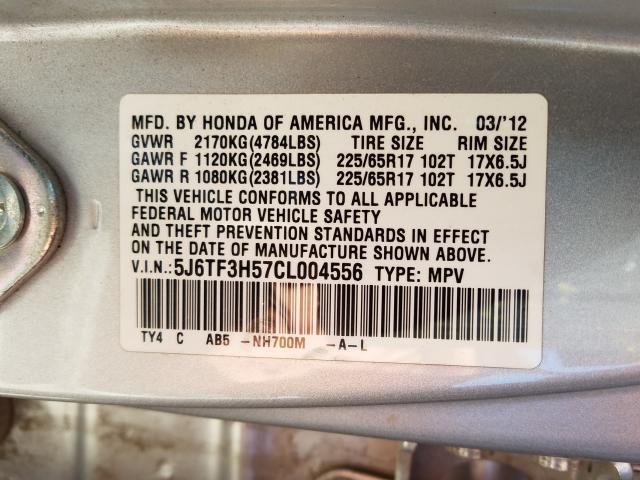 MFD. BY HONDA OF AMERICA MFG., INC. 03/'12
GVWR 2170KG(4784LBS) TIRE SIZE RIM SIZE
GAWR F 1120KG(2469LBS) 225/65R17 102T 17X6.5J
GAWR R 1080KG(2381LBS) 225/65R17 102T 17X6.5J
THIS VEHICLE CONFORMS TO ALL APPLICABLE
FEDERAL MOTOR VEHICLE SAFETY
AND THEFT PREVENTION STANDARDS IN EFFECT
ON THE DATE OF MANUFACTURE SHOWN ABOVE.
V.I.N.:5J6TF3H57CL004556 TYPE: MPV
TY4 C AB5 -NH700M -A-L